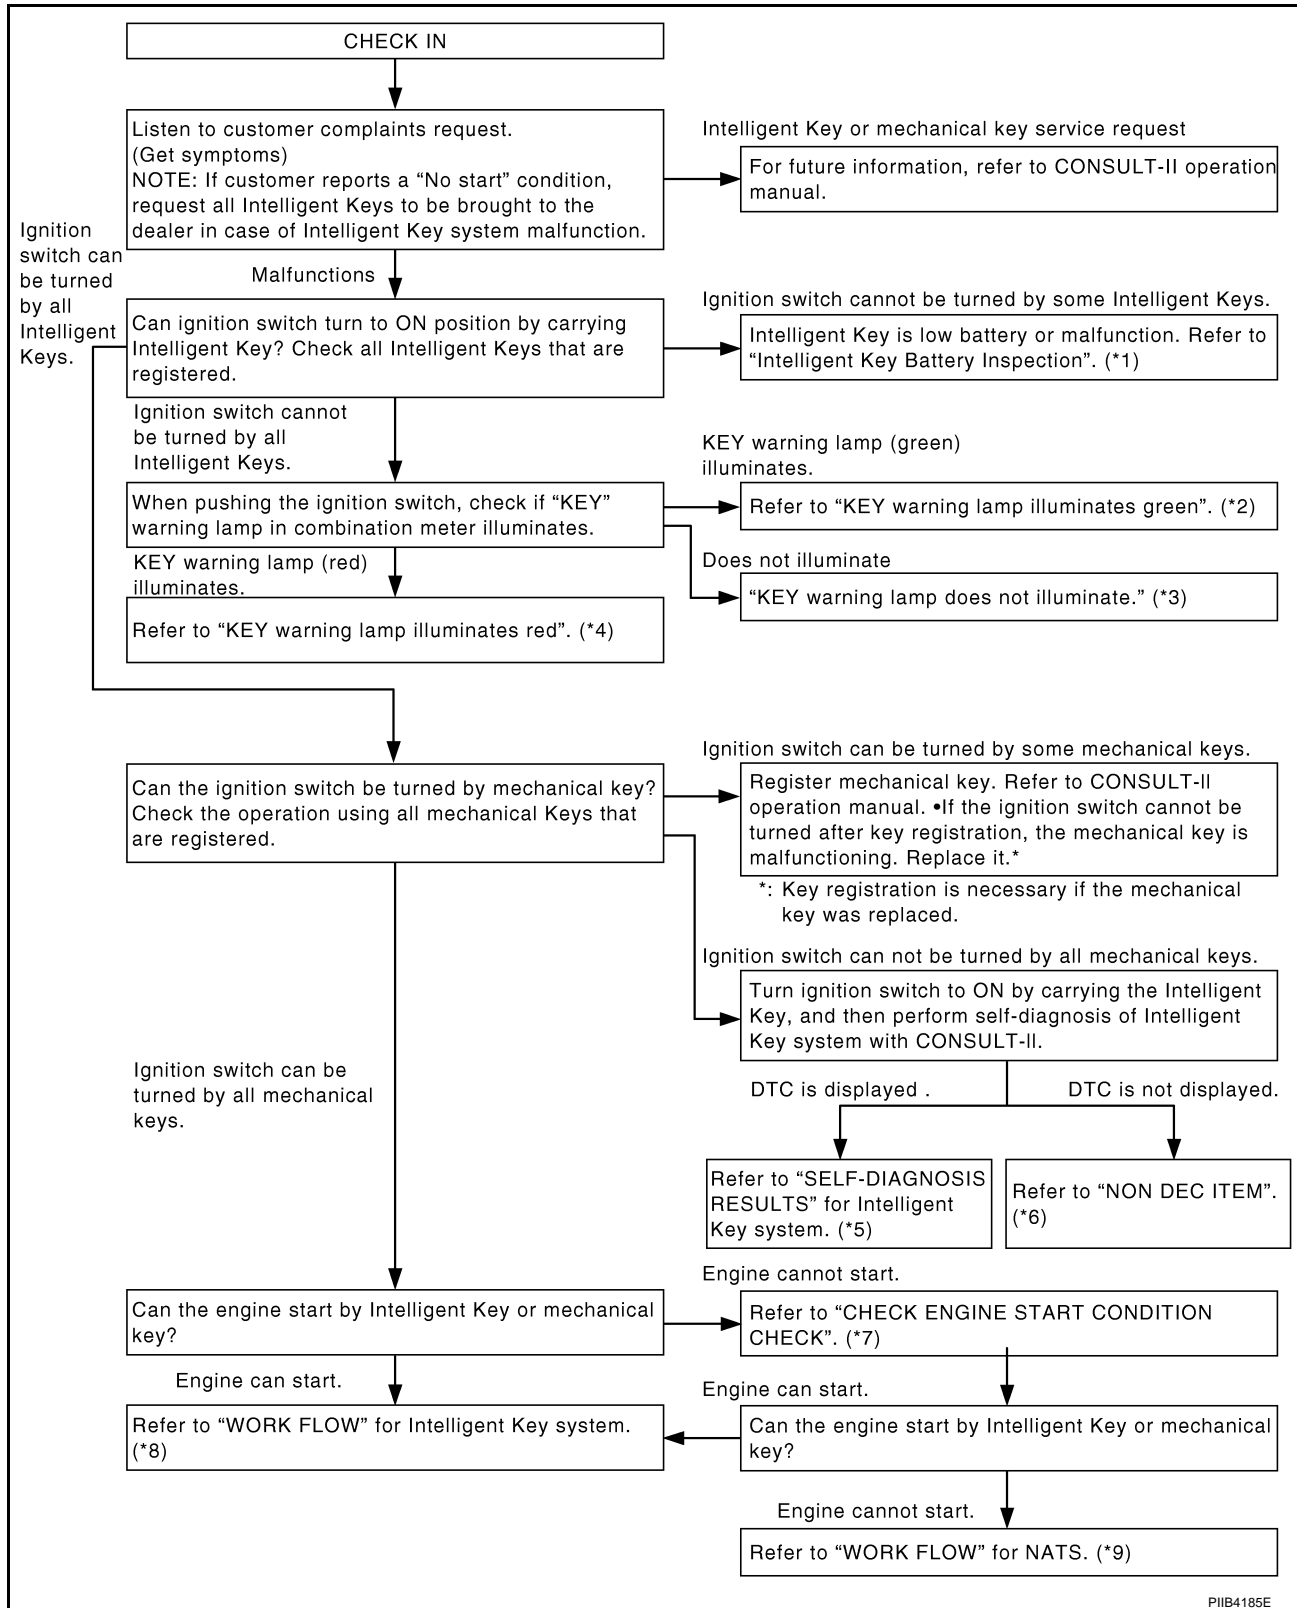 CHECK IN
Listen to customer complaints request.
(Get symptoms)
NOTE: If customer reports a “No start” condition,
request all Intelligent Keys to be brought to the
dealer in case of Intelligent Key system malfunction.
Intelligent Key or mechanical key service request
For future information, refer to CONSULT-II operation
manual.
Ignition
switch can
be turned
by all
Intelligent
Keys.
Malfunctions
Can ignition switch turn to ON position by carrying
Intelligent Key? Check all Intelligent Keys that are
registered.
Ignition switch cannot be turned by some Intelligent Keys.
Intelligent Key is low battery or malfunction. Refer to
“Intelligent Key Battery Inspection”. (*1)
Ignition switch cannot
be turned by all
Intelligent Keys.
When pushing the ignition switch, check if “KEY”
warning lamp in combination meter illuminates.
KEY warning lamp (green)
illuminates.
Refer to “KEY warning lamp illuminates green”. (*2)
Does not illuminate
“KEY warning lamp does not illuminate.” (*3)
KEY warning lamp (red)
illuminates.
Refer to “KEY warning lamp illuminates red”. (*4)
Can the ignition switch be turned by mechanical key?
Check the operation using all mechanical Keys that
are registered.
Ignition switch can be turned by some mechanical keys.
Register mechanical key. Refer to CONSULT-II
operation manual. •If the ignition switch cannot be
turned after key registration, the mechanical key is
malfunctioning. Replace it.*
*: Key registration is necessary if the mechanical
key was replaced.
Ignition switch can not be turned by all mechanical keys.
Turn ignition switch to ON by carrying the Intelligent
Key, and then perform self-diagnosis of Intelligent
Key system with CONSULT-II.
DTC is displayed .
DTC is not displayed.
Refer to “SELF-DIAGNOSIS
RESULTS” for Intelligent
Key system. (*5)
Refer to “NON DEC ITEM”.
(*6)
Ignition switch can be
turned by all mechanical
keys.
Can the engine start by Intelligent Key or mechanical
key?
Engine cannot start.
Refer to “CHECK ENGINE START CONDITION
CHECK”. (*7)
Engine can start.
Refer to “WORK FLOW” for Intelligent Key system.
(*8)
Engine can start.
Can the engine start by Intelligent Key or mechanical
key?
Engine cannot start.
Refer to “WORK FLOW” for NATS. (*9)
PIIB4185E